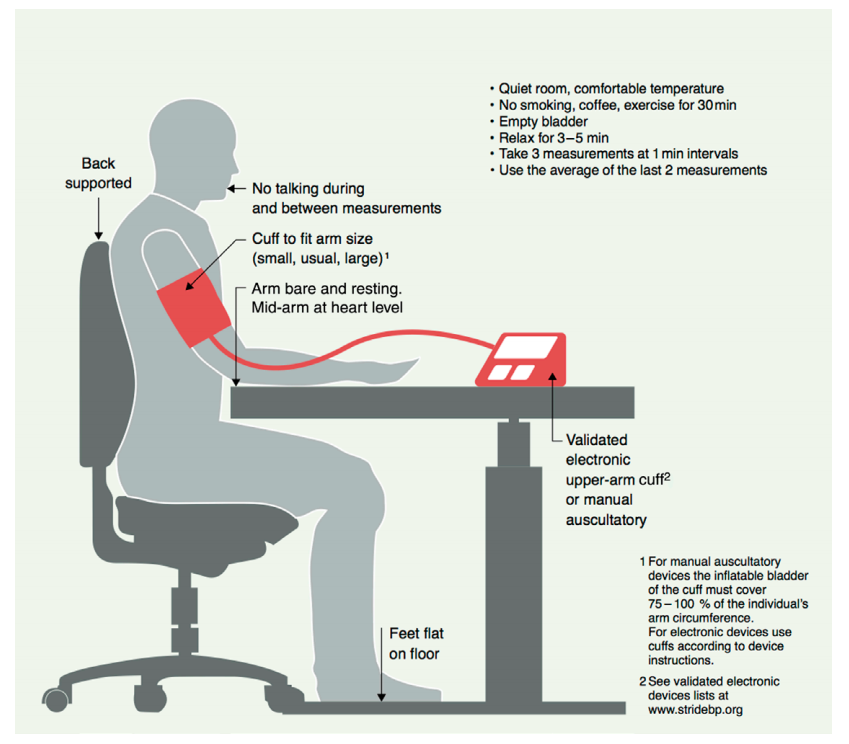 • Quiet room, comfortable temperature
• No smoking, coffee, exercise for 30 min
• Empty bladder
• Relax for 3–5 min
• Take 3 measurements at 1 min intervals
• Use the average of the last 2 measurements
Back
supported
No talking during
and between measurements
Cuff to fit arm size
(small, usual, large)¹
Arm bare and resting.
Mid-arm at heart level
Validated
electronic
upper-arm cuff²
or manual
auscultatory
Feet flat
on floor
1 For manual auscultatory
devices the inflatable bladder
of the cuff must cover
75–100 % of the individual's
arm circumference.
For electronic devices use
cuffs according to device
instructions.
2 See validated electronic
devices lists at
www.stridebp.org